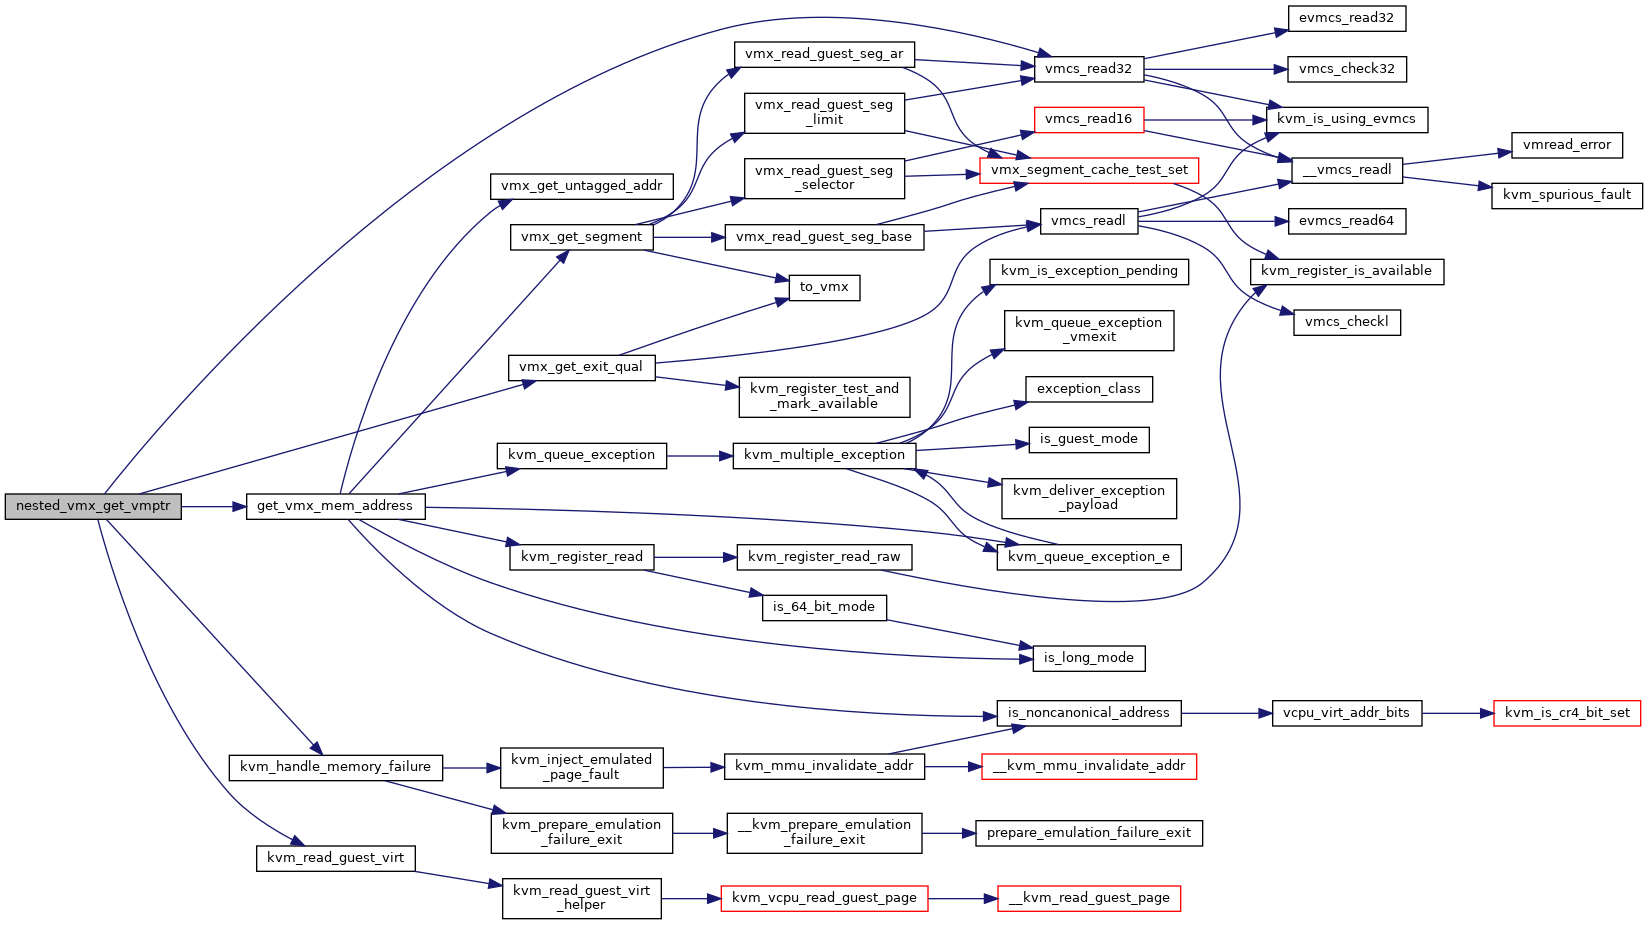 nested_vmx_get_vmptr
get_vmx_mem_address
kvm_handle_memory_failure
kvm_read_guest_virt
vmx_get_untagged_addr
vmx_get_segment
vmx_get_exit_qual
kvm_queue_exception
kvm_register_read
kvm_inject_emulated
_page_fault
kvm_prepare_emulation
_failure_exit
kvm_read_guest_virt
_helper
vmx_read_guest_seg_ar
vmx_read_guest_seg
_limit
vmx_read_guest_seg
_selector
vmx_read_guest_seg_base
to_vmx
kvm_register_test_and
_mark_available
kvm_multiple_exception
kvm_register_read_raw
is_64_bit_mode
kvm_mmu_invalidate_addr
__kvm_prepare_emulation
_failure_exit
kvm_vcpu_read_guest_page
vmcs_read32
vmcs_read16
vmx_segment_cache_test_set
vmcs_readl
kvm_is_exception_pending
kvm_queue_exception
_vmexit
exception_class
is_guest_mode
kvm_deliver_exception
_payload
kvm_queue_exception_e
is_long_mode
is_noncanonical_address
__kvm_mmu_invalidate_addr
prepare_emulation_failure_exit
__kvm_read_guest_page
evmcs_read32
vmcs_check32
kvm_is_using_evmcs
__vmcs_readl
evmcs_read64
kvm_register_is_available
vmcs_checkl
vcpu_virt_addr_bits
vmread_error
kvm_spurious_fault
kvm_is_cr4_bit_set